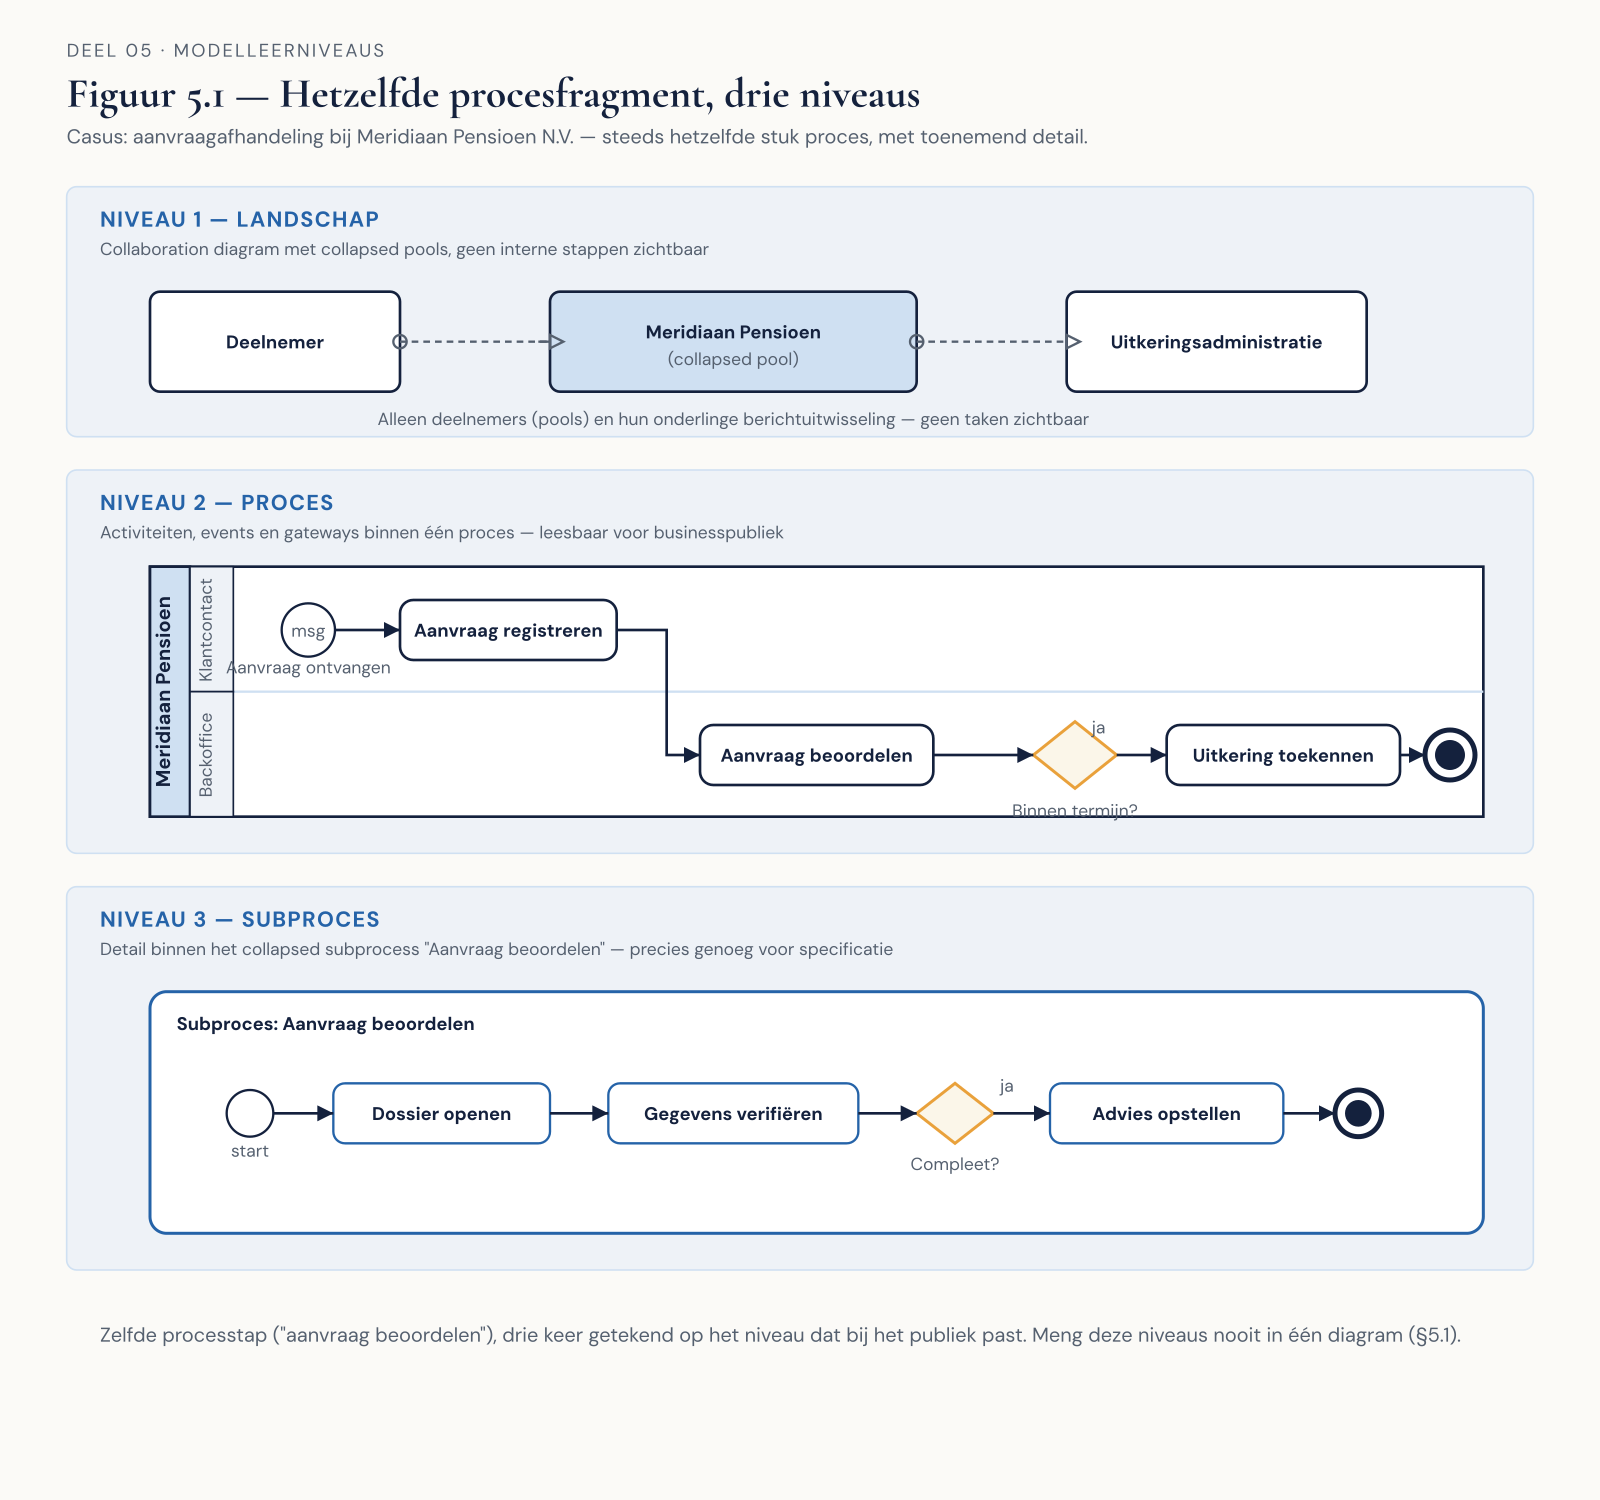 DEEL 05 · MODELLEERNIVEAUS
Figuur 5.1 — Hetzelfde procesfragment, drie niveaus
Casus: aanvraagafhandeling bij Meridiaan Pensioen N.V. — steeds hetzelfde stuk proces, met toenemend detail.
NIVEAU 1 — LANDSCHAP
Collaboration diagram met collapsed pools, geen interne stappen zichtbaar
Deelnemer
Meridiaan Pensioen
(collapsed pool)
Uitkeringsadministratie
Alleen deelnemers (pools) en hun onderlinge berichtuitwisseling — geen taken zichtbaar
NIVEAU 2 — PROCES
Activiteiten, events en gateways binnen één proces — leesbaar voor businesspubliek
Meridiaan Pensioen
Klantcontact
msg
Aanvraag ontvangen
Aanvraag registreren
Backoffice
Aanvraag beoordelen
ja
Binnen termijn?
Uitkering toekennen
NIVEAU 3 — SUBPROCES
Detail binnen het collapsed subprocess "Aanvraag beoordelen" — precies genoeg voor specificatie
Subproces: Aanvraag beoordelen
start
Dossier openen
Gegevens verifiëren
ja
Compleet?
Advies opstellen
Zelfde processtap ("aanvraag beoordelen"), drie keer getekend op het niveau dat bij het publiek past. Meng deze niveaus nooit in één diagram (§5.1).